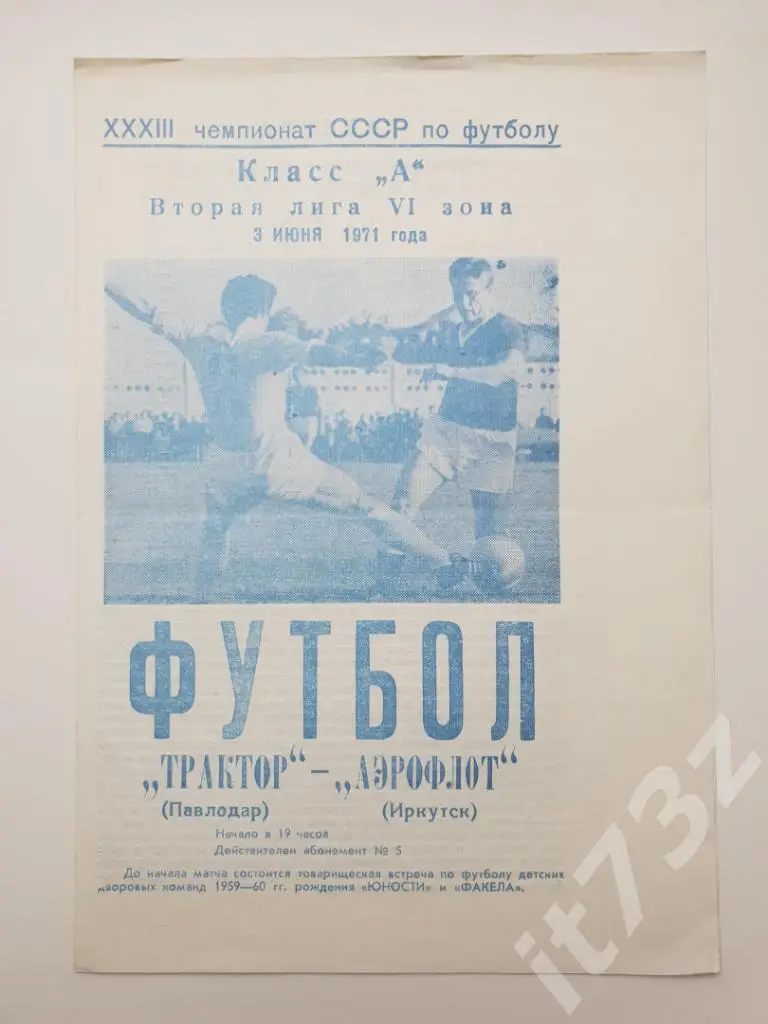 XXXIII чемпионат СССР по футболу
Класс „А“
Вторая лига VI зона
3 ИЮНЯ 1971 года
ФУТБОЛ
„ТРАКТОР“ – „АЭРОФЛОТ“
(Павлодар) (Иркутск)
Начало в 19 часов
Действителен абонемент № 5
До начала матча состоится товарищеская встреча по футболу детских
дворовых команд 1959—60 гг. рождения «ЮНОСТИ» и «ФАКЕЛА».
it73z